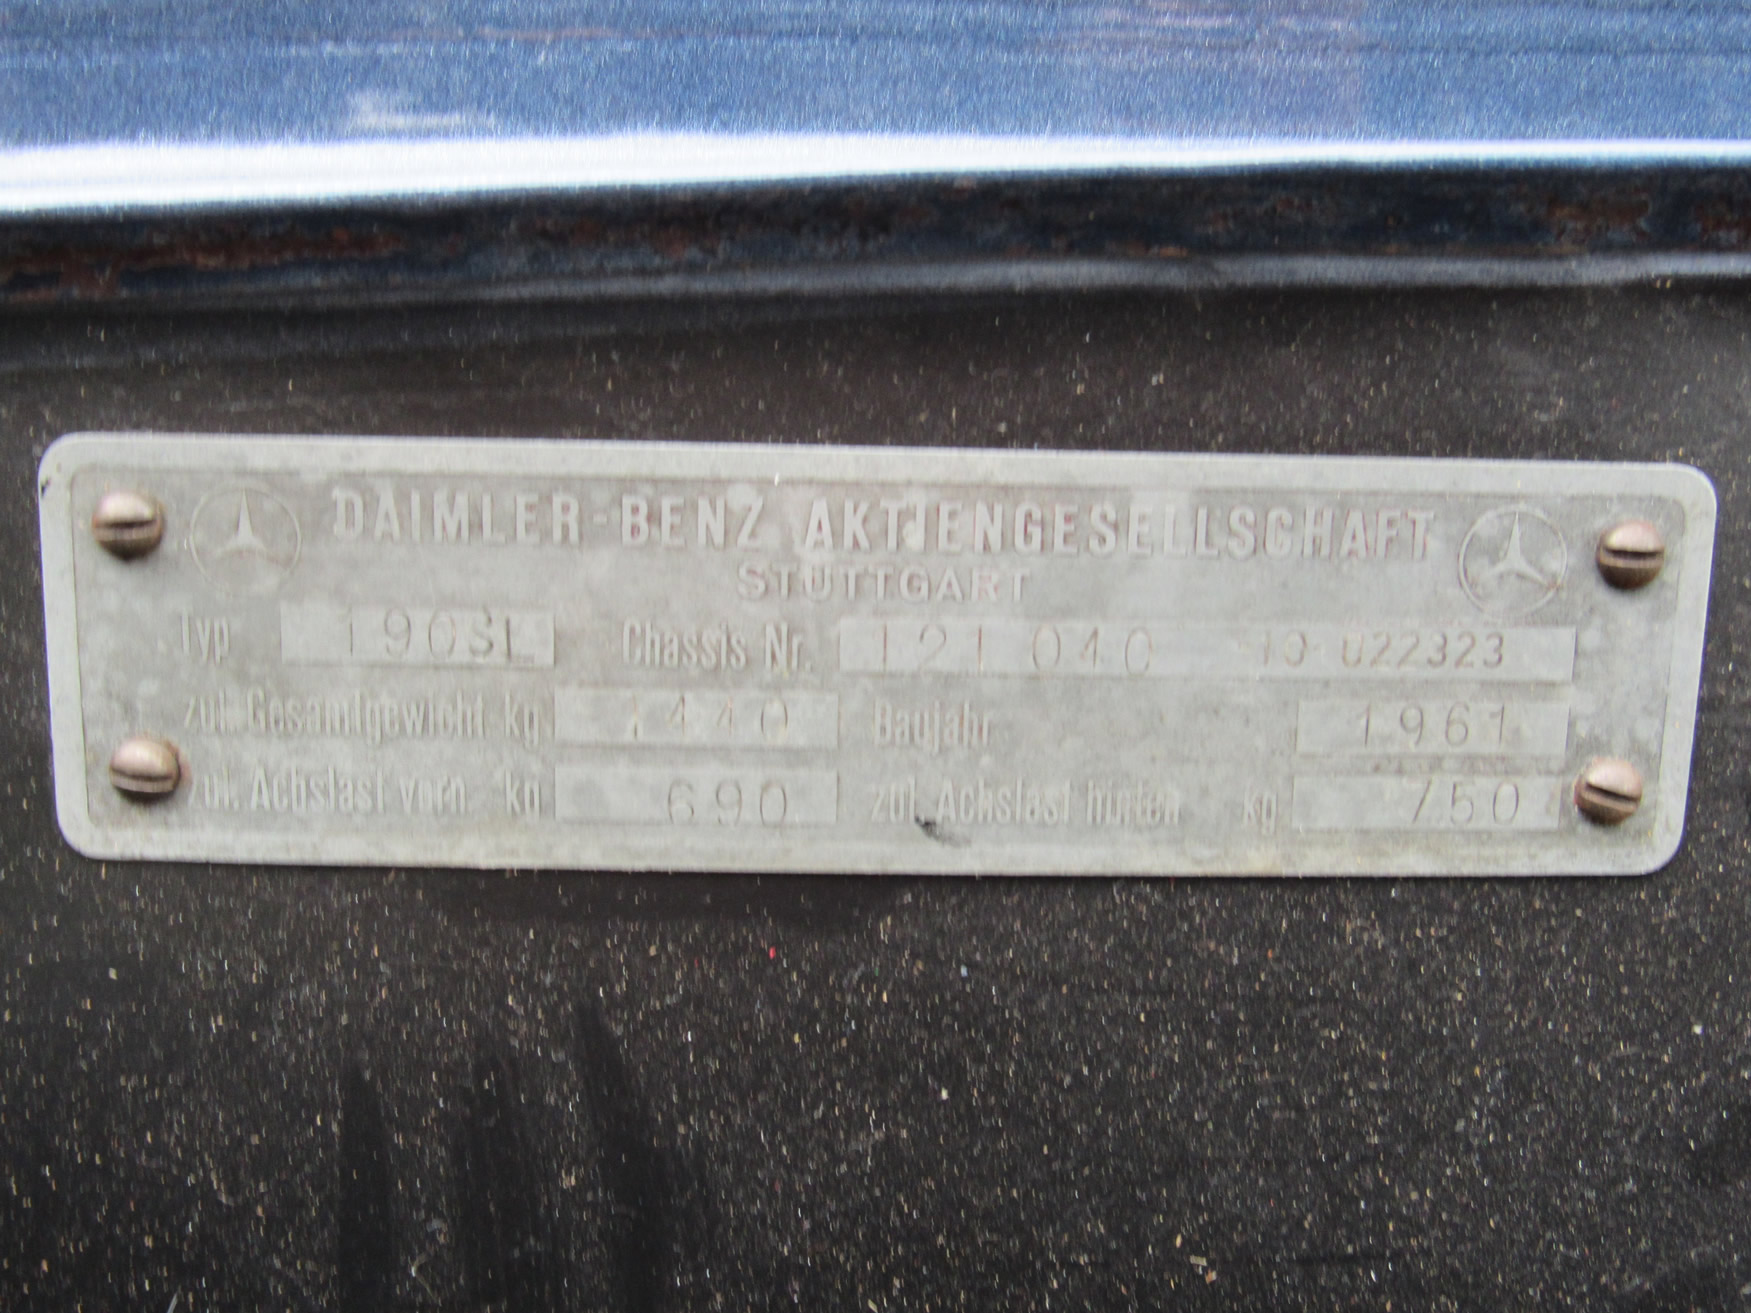 DAIMLER-BENZ AKTIENGESELLSCHAFT
STUTTGART
Typ 190SL Chassis Nr. 121 040 10 022323
zul. Gesamtgewicht kg 1440 Baujahr 1961
zul. Achslast vorn kg 690 zul. Achslast hinten kg 750